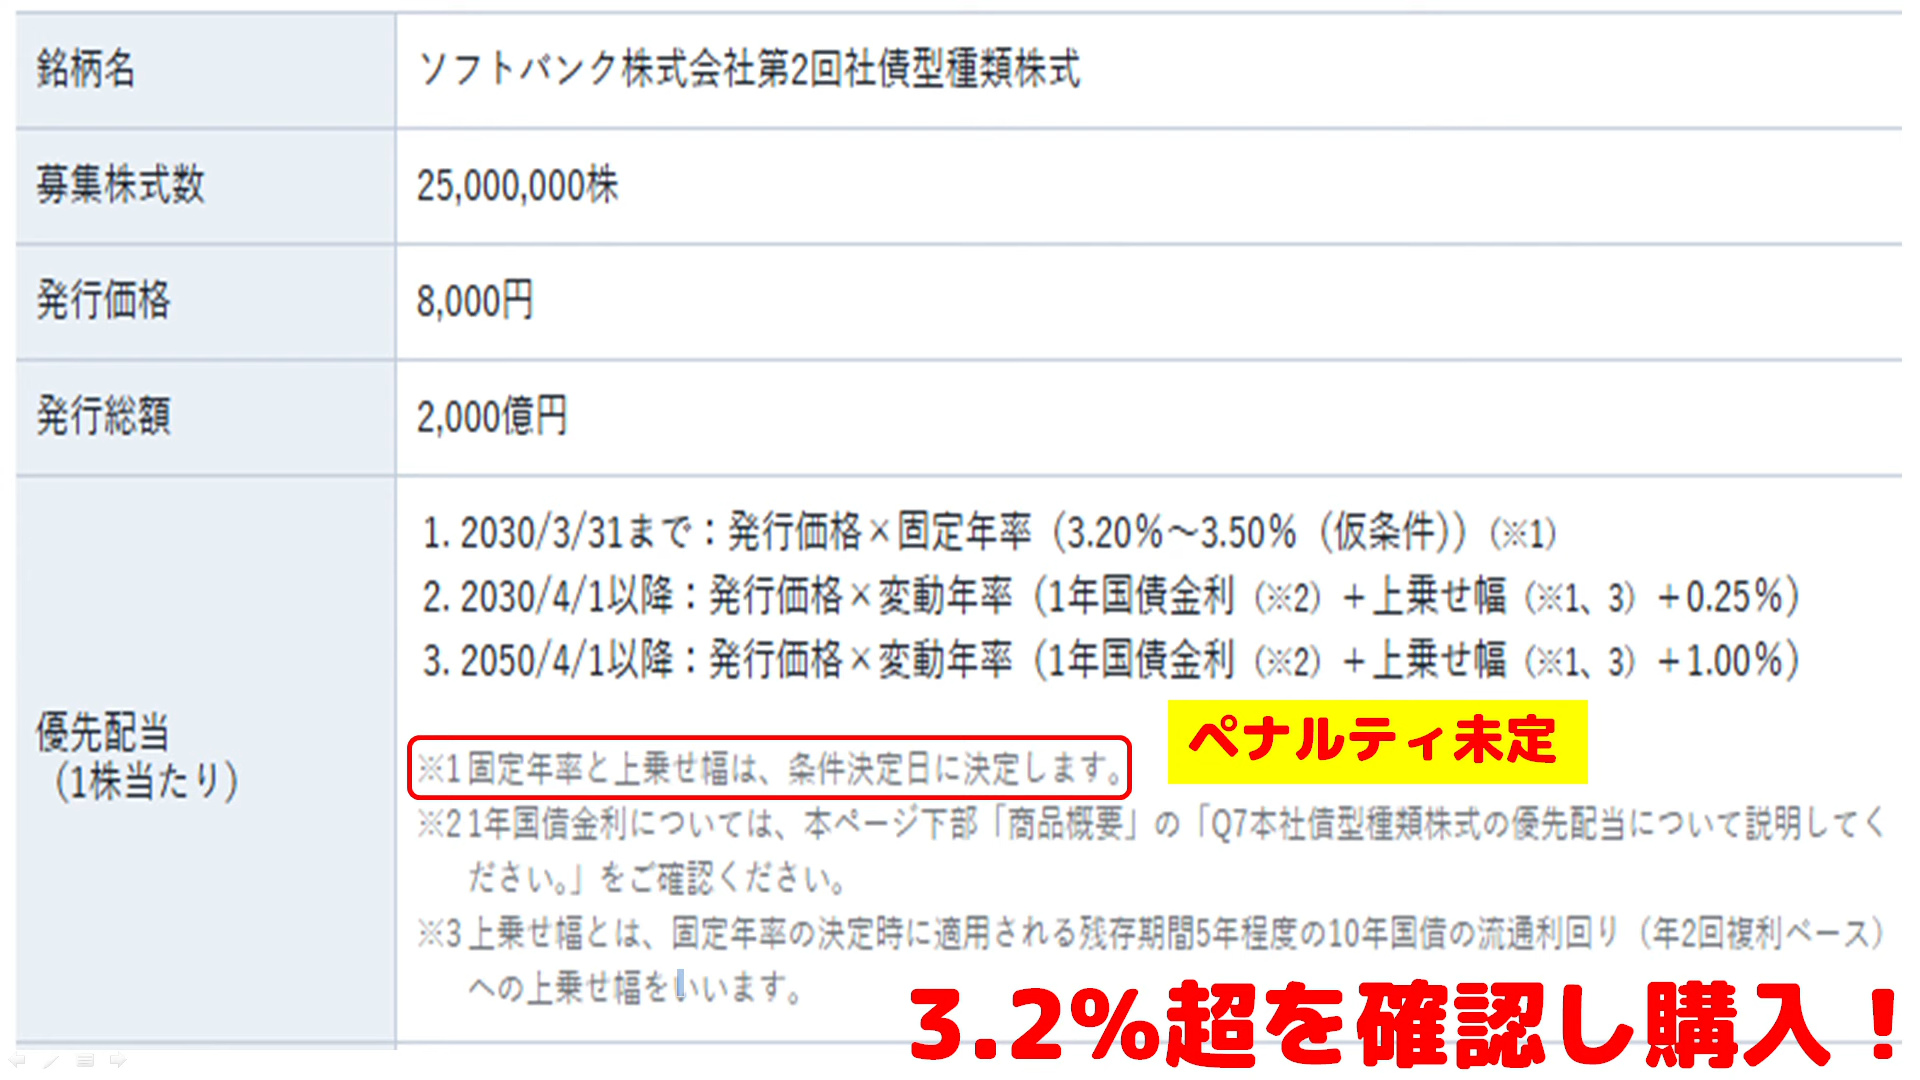 銘柄名
ソフトバンク株式会社第2回社債型種類株式
募集株式数
25,000,000株
発行価格
8,000円
発行総額
2,000億円
優先配当
（1株当たり）
1. 2030/3/31まで：発行価格×固定年率（3.20%～3.50%（仮条件））（※1）
2. 2030/4/1以降：発行価格×変動年率（1年国債金利（※2）＋上乗せ幅（※1、3）＋0.25%）
3. 2050/4/1以降：発行価格×変動年率（1年国債金利（※2）＋上乗せ幅（※1、3）＋1.00%）
ペナルティ未定
※1 固定年率と上乗せ幅は、条件決定日に決定します。
※2 1年国債金利については、本ページ下部「商品概要」の「Q7本社債型種類株式の優先配当について説明してく
ださい。」をご確認ください。
※3 上乗せ幅とは、固定年率の決定時に適用される残存期間5年程度の10年国債の流通利回り（年2回複利ベース）
への上乗せ幅をいいます。
3.2%超を確認し購入！